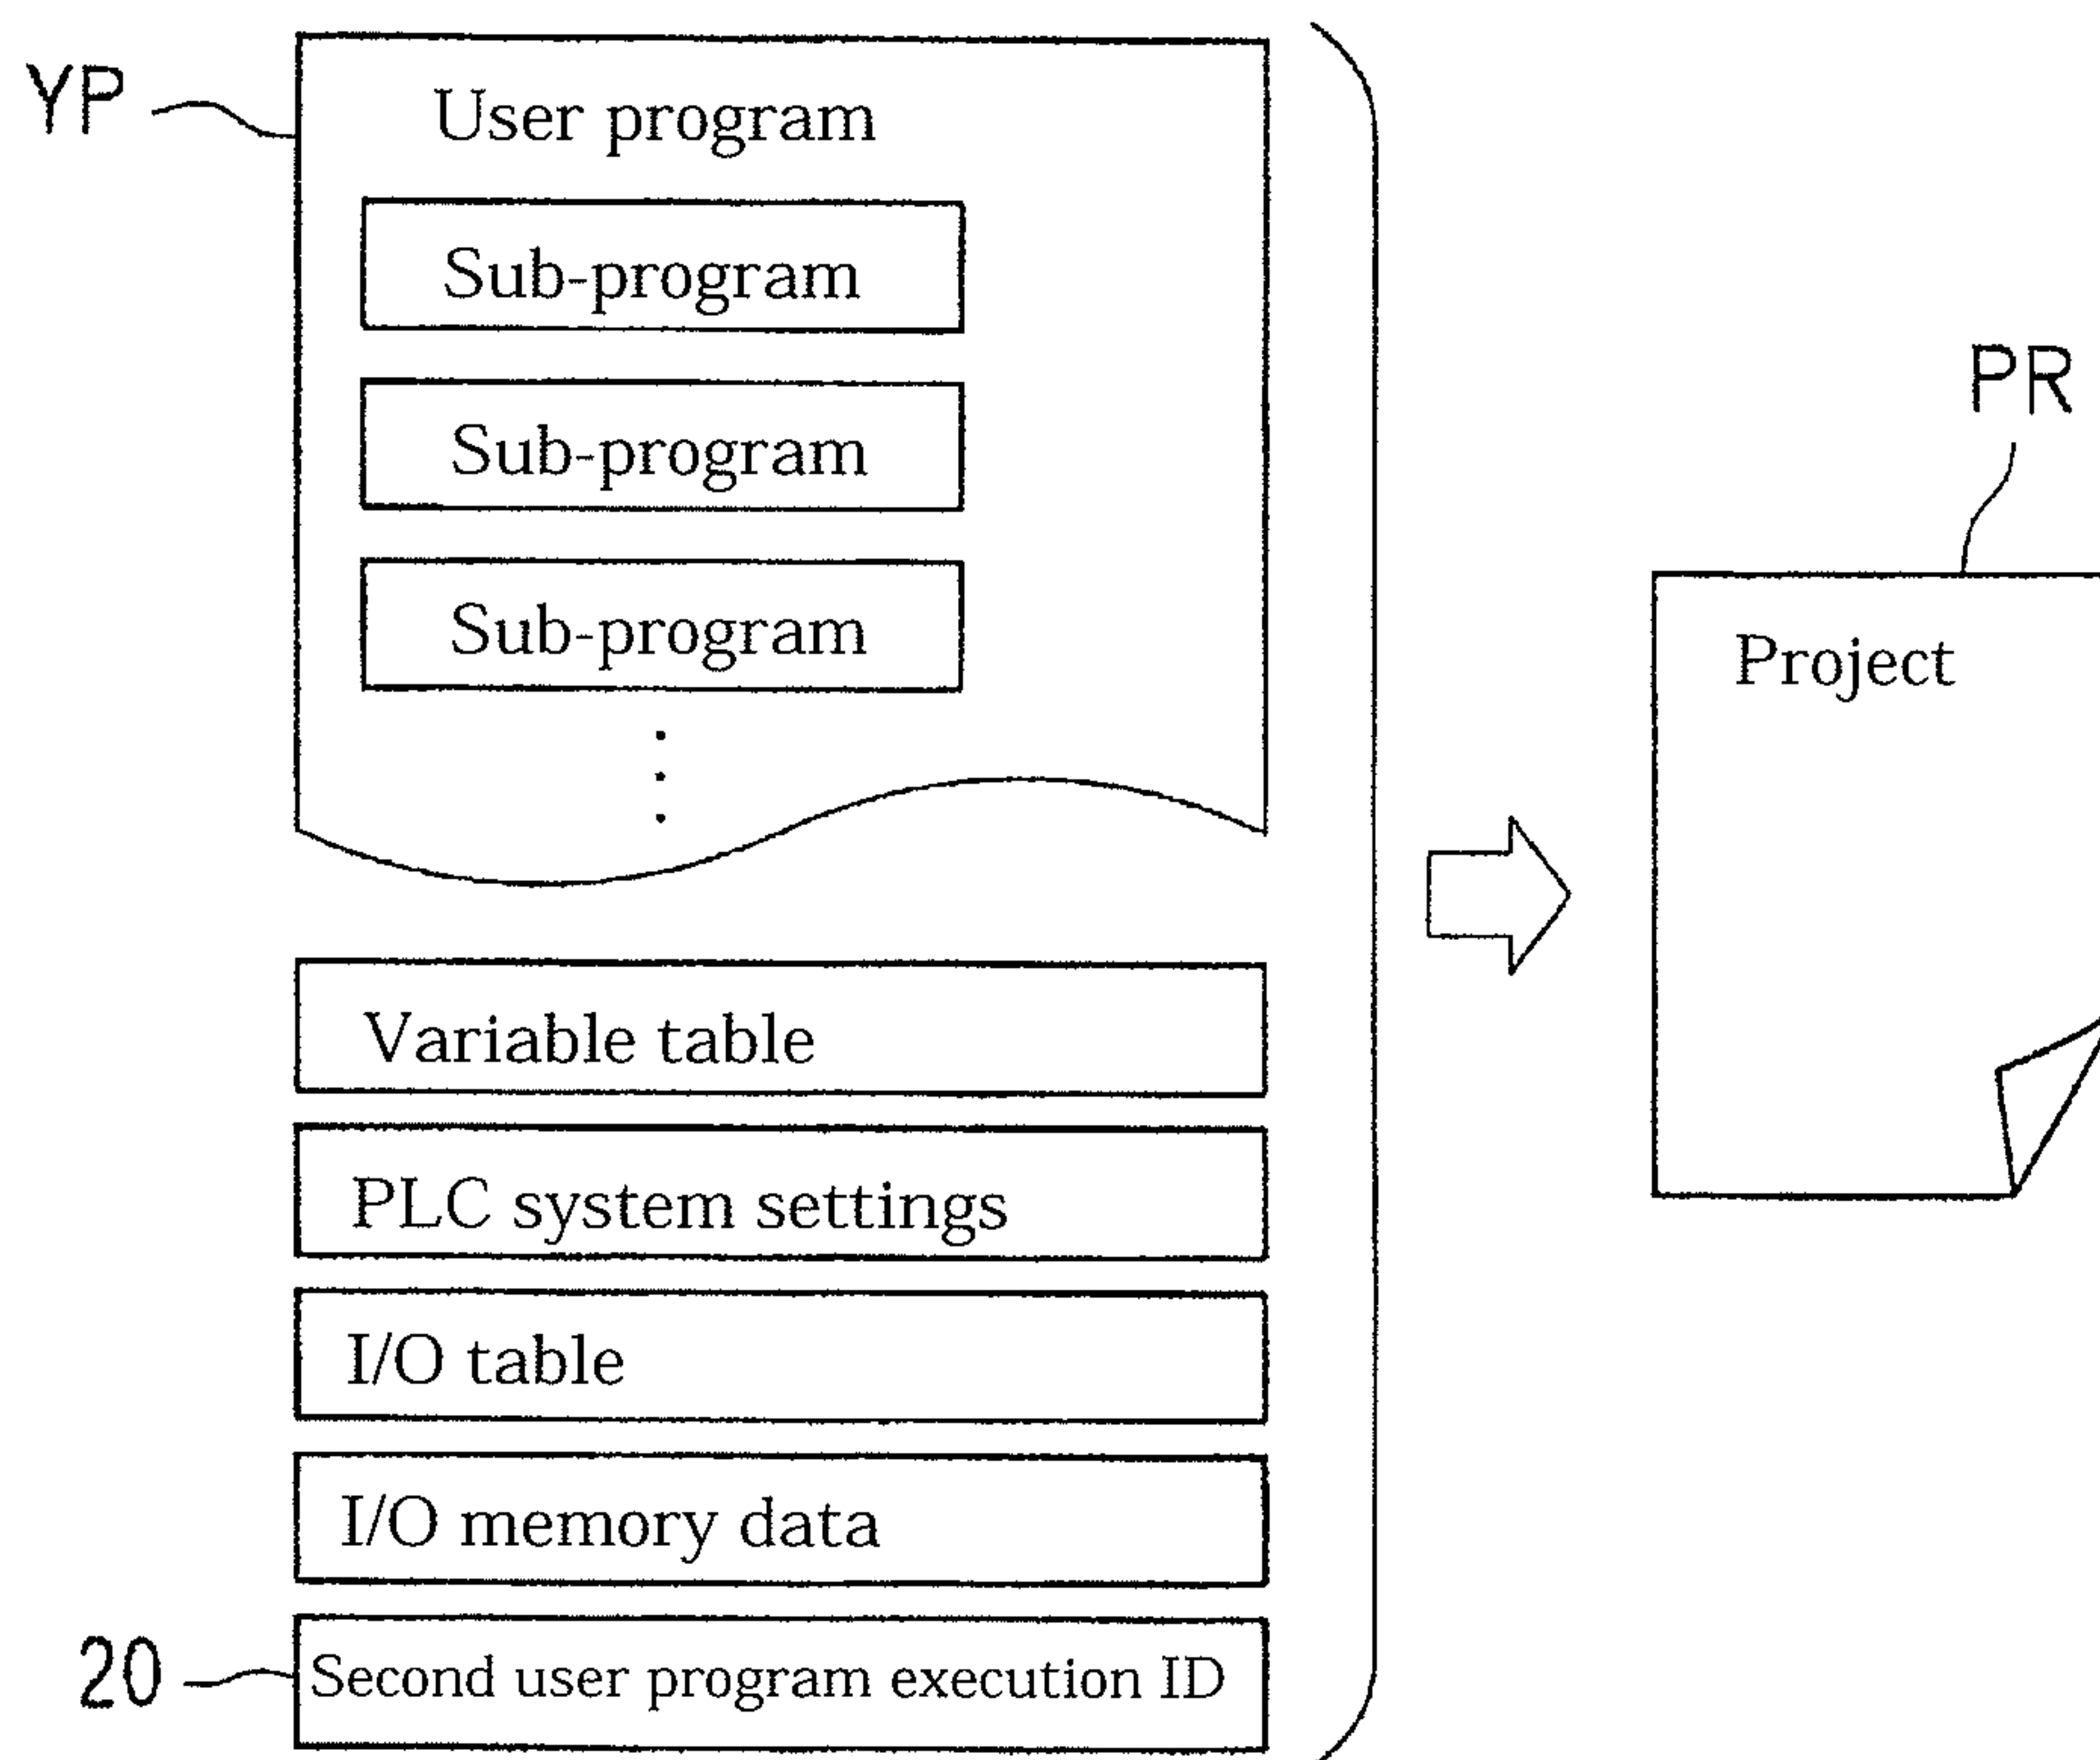 YP
User program
Sub-program
Sub-program
Sub-program
PR
Project
Variable table
PLC system settings
I/O table
I/O memory data
20
Second user program execution ID